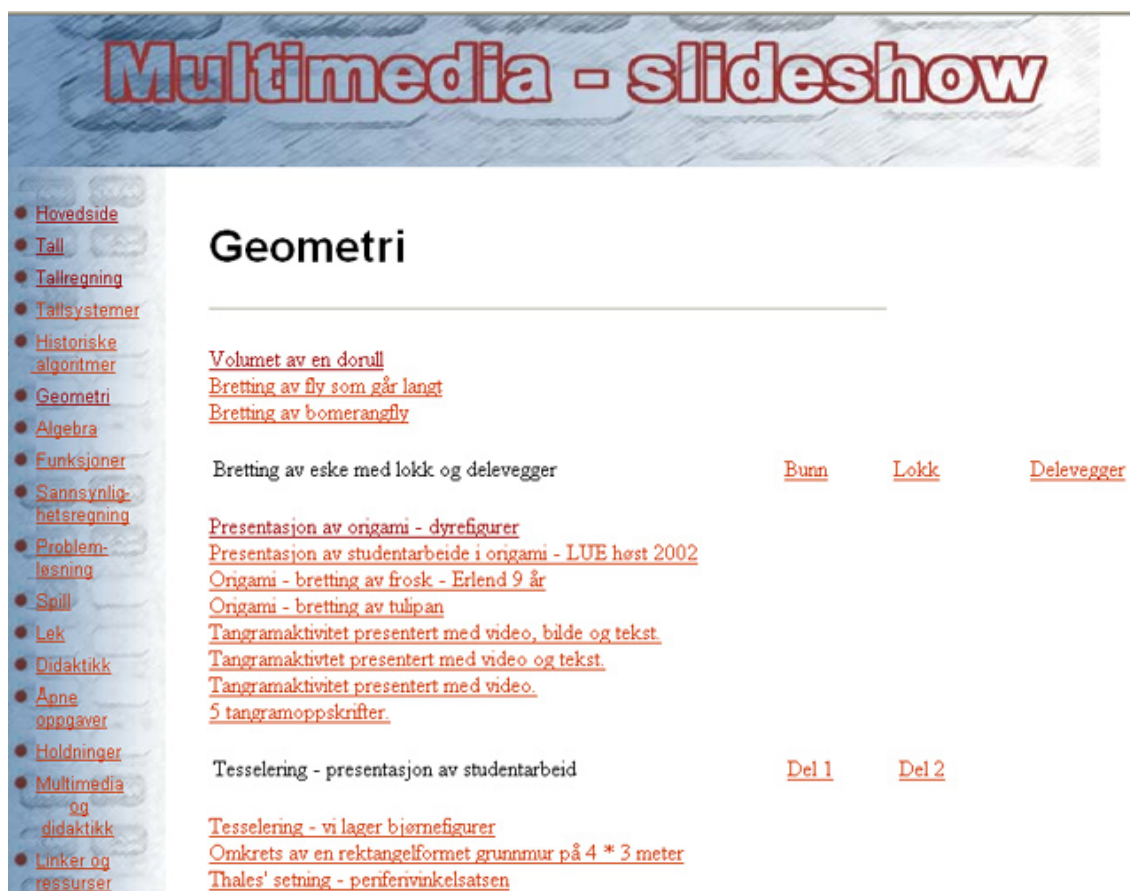 Multimedia - slideshow
Hovedside
Tall
Tallregning
Tallsystemer
Historiske
algoritmer
Geometri
Algebra
Funksjoner
Sannsynlig-
hetsregning
Problem-
løsning
Spill
Lek
Didaktikk
Åpne
oppgaver
Holdninger
Multimedia
og
didaktikk
Linker og
ressurser
Geometri
Volumet av en dorull
Bretting av fly som går langt
Bretting av bomerangfly
Bretting av eske med lokk og delevegger Bunn Lokk Delevegger
Presentasjon av origami - dyrefigurer
Presentasjon av studentarbeide i origami - LUE høst 2002
Origami - bretting av frosk - Erlend 9 år
Origami - bretting av tulipan
Tangramaktivitet presentert med video, bilde og tekst.
Tangramaktivtet presentert med video og tekst.
Tangramaktivitet presentert med video.
5 tangramoppskrifter.
Tesselering - presentasjon av studentarbeid Del 1 Del 2
Tesselering - vi lager bjørnefigurer
Omkrets av en rektangelformet grunnmur på 4 * 3 meter
Thales' setning - periferivinkelsatsen